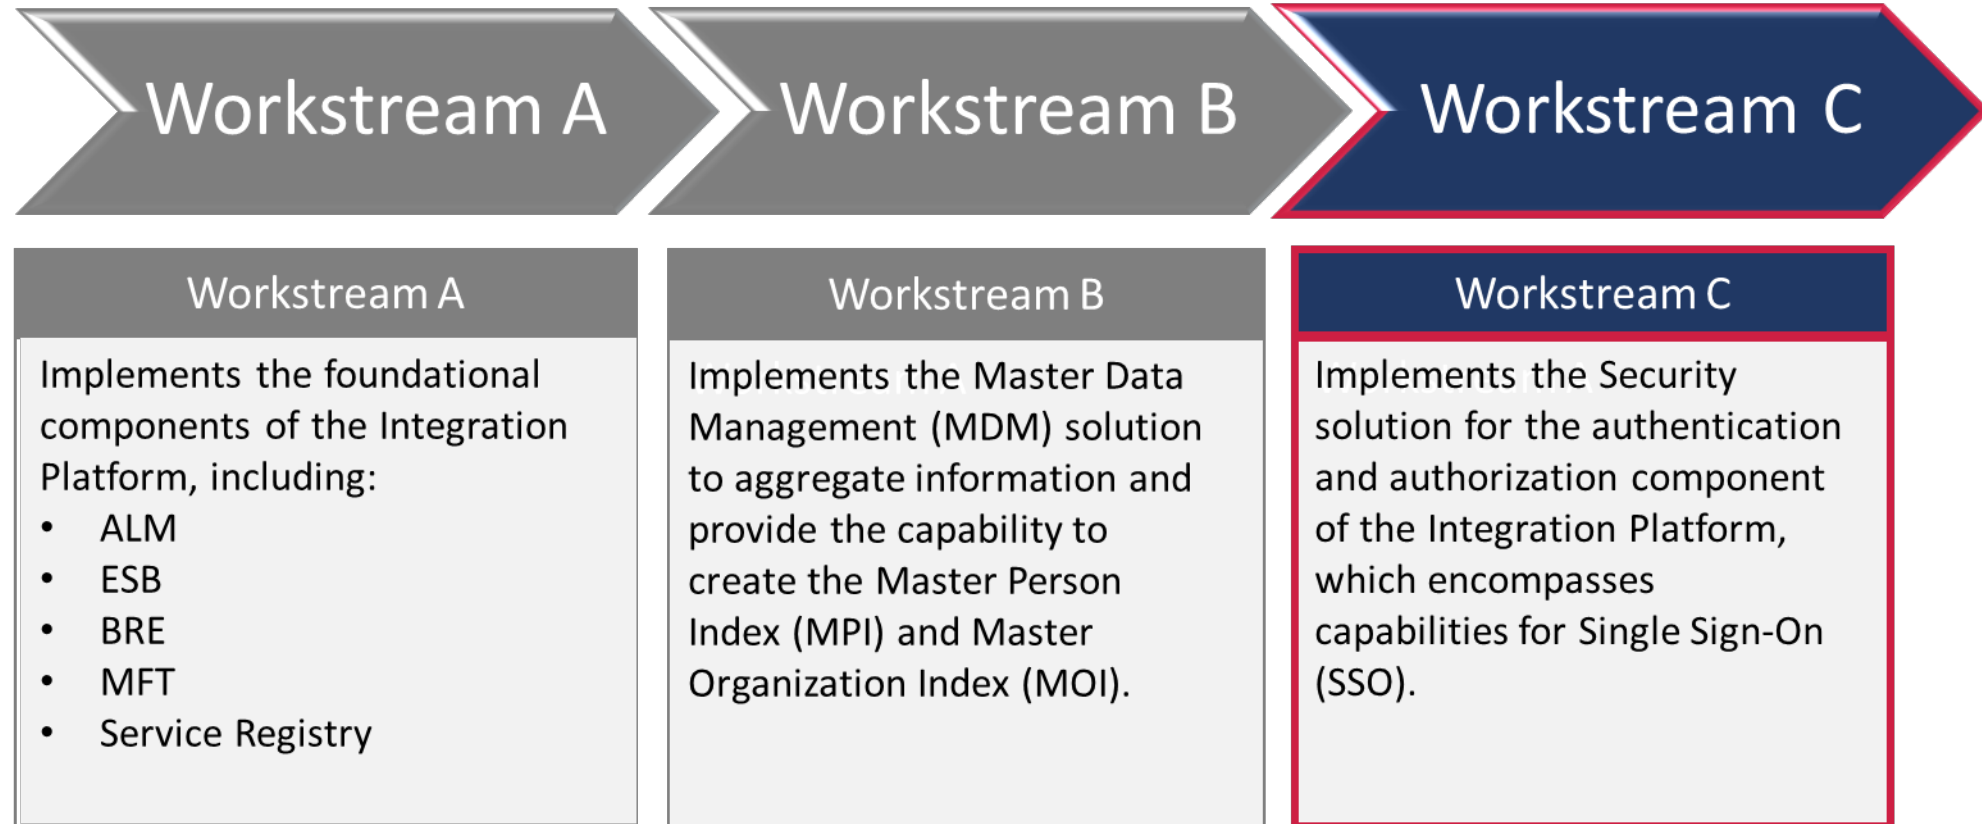 Workstream A
Workstream B
Workstream C
Workstream A
Implements the foundational
components of the Integration
Platform, including:
• ALM
• ESB
• BRE
• MFT
• Service Registry
Workstream B
Implements the Master Data
Management (MDM) solution
to aggregate information and
provide the capability to
create the Master Person
Index (MPI) and Master
Organization Index (MOI).
Workstream C
Implements the Security
solution for the authentication
and authorization component
of the Integration Platform,
which encompasses
capabilities for Single Sign-On
(SSO).